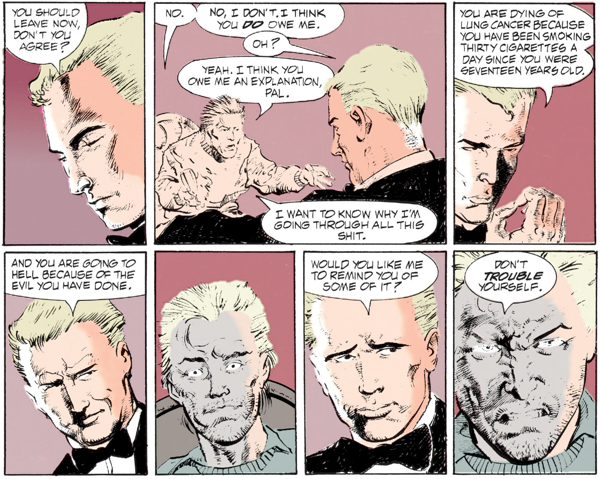 YOU SHOULD
LEAVE NOW,
DON'T YOU
AGREE?
NO.
NO, I DON'T. I THINK
YOU DO OWE ME.
OH?
YEAH. I THINK YOU
OWE ME AN EXPLANATION,
PAL.
I WANT TO KNOW WHY I'M
GOING THROUGH ALL THIS
SHIT.
YOU ARE DYING OF
LUNG CANCER BECAUSE
YOU HAVE BEEN SMOKING
THIRTY CIGARETTES A
DAY SINCE YOU WERE
SEVENTEEN YEARS OLD.
AND YOU ARE GOING TO
HELL BECAUSE OF THE
EVIL YOU HAVE DONE.
WOULD YOU LIKE
ME TO REMIND YOU OF
SOME OF IT?
DON'T
TROUBLE
YOURSELF.